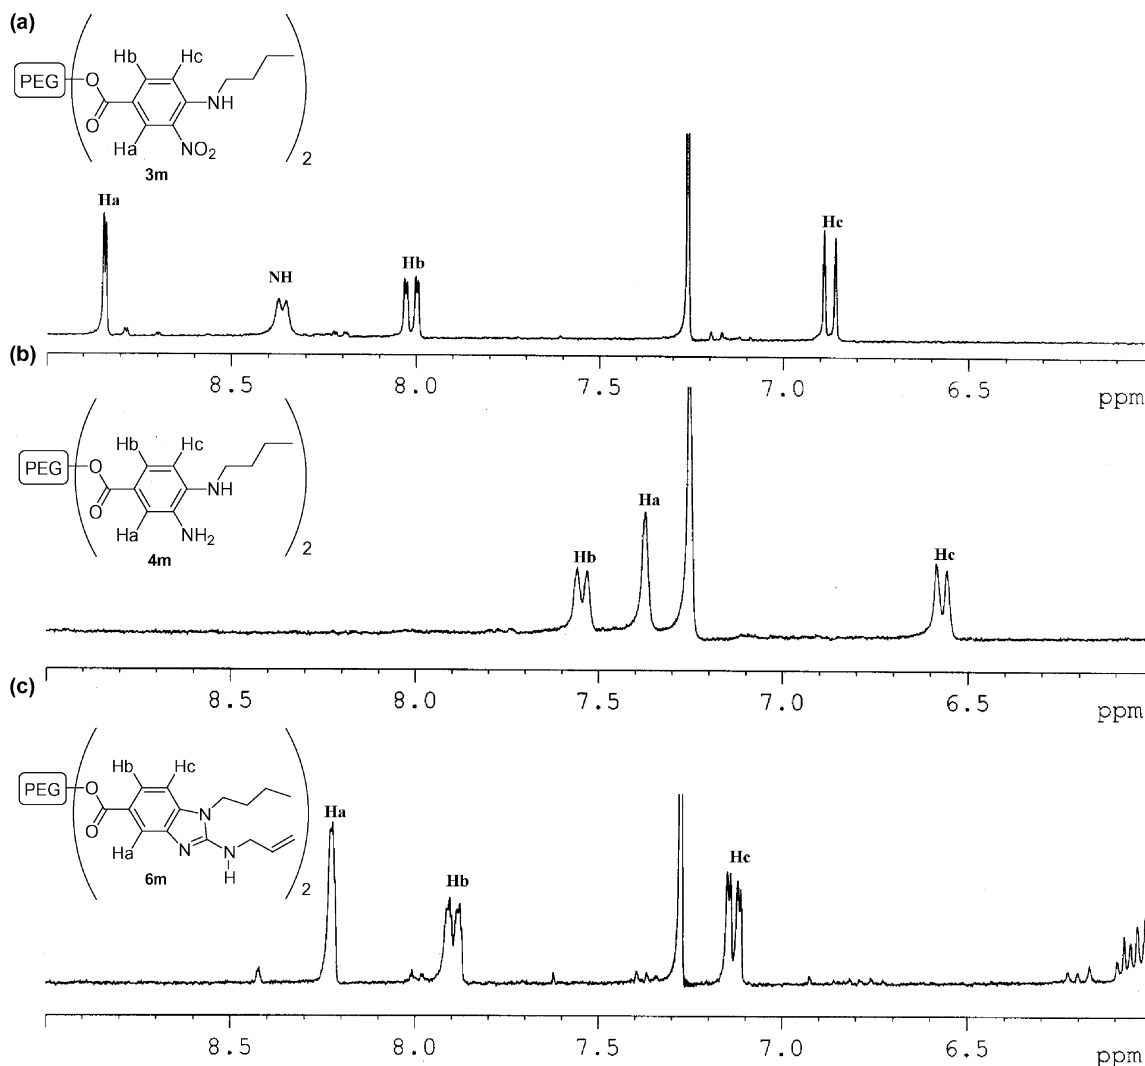 (a)
Hb Hc
PEG O
NH
O
Ha NO2
3m
2
Ha
NH
Hb
Hc
8.5 8.0 7.5 7.0 6.5 ppm
(b)
Hb Hc
PEG O
NH
O
Ha NH2
4m
2
Hb
Ha
Hc
8.5 8.0 7.5 7.0 6.5 ppm
(c)
Hb Hc
PEG O
N
O
Ha N N
H
6m
2
Ha
Hb
Hc
8.5 8.0 7.5 7.0 6.5 ppm